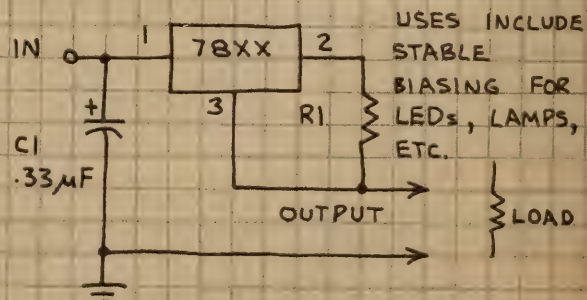 USES INCLUDE
STABLE
BIASING FOR
LEDs, LAMPS,
ETC.
IN
1
78XX
2
+
3
R1
C1
.33µF
OUTPUT
LOAD